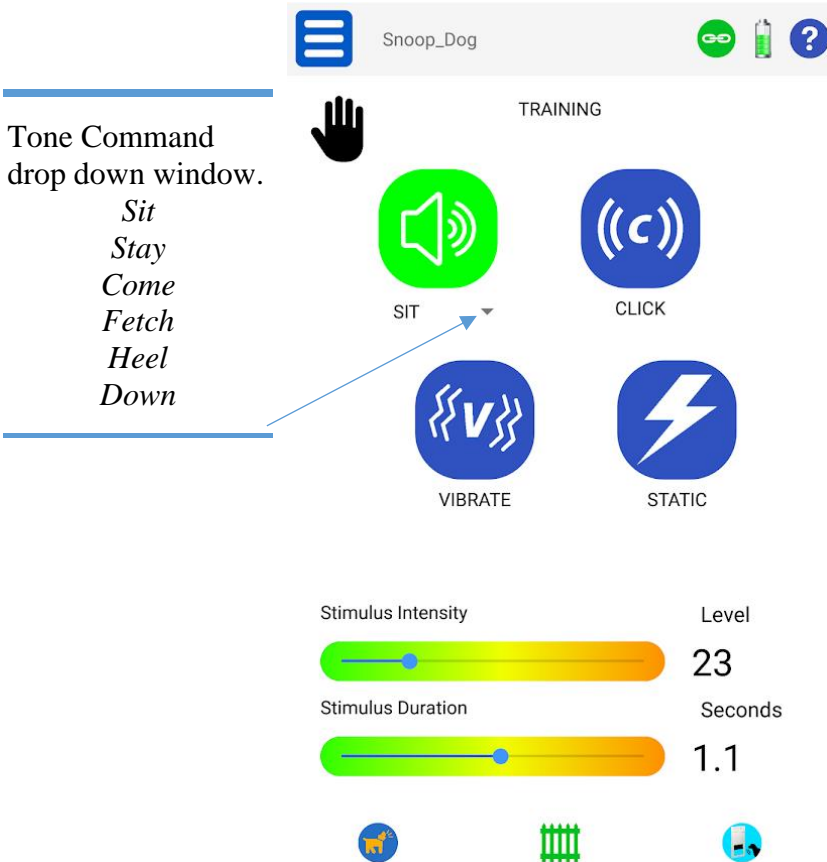 Snoop_Dog
?
TRAINING
Tone Command
drop down window.
Sit
Stay
Come
Fetch
Heel
Down
C
SIT
CLICK
V
VIBRATE
STATIC
Stimulus Intensity
Level
23
Stimulus Duration
Seconds
1.1